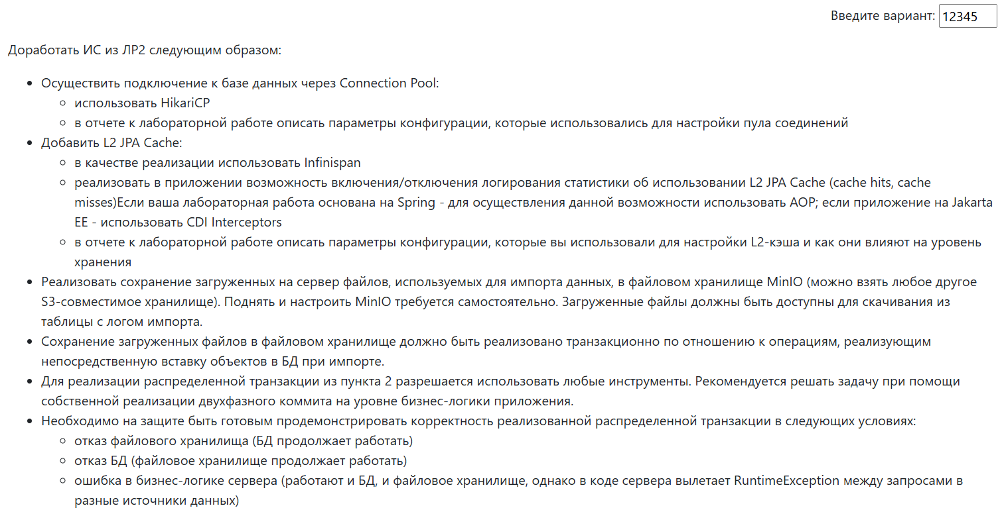 Введите вариант: 12345
Доработать ИС из ЛР2 следующим образом:
• Осуществить подключение к базе данных через Connection Pool:
◦ использовать HikariCP
◦ в отчете к лабораторной работе описать параметры конфигурации, которые использовались для настройки пула соединений
• Добавить L2 JPA Cache:
◦ в качестве реализации использовать Infinispan
◦ реализовать в приложении возможность включения/отключения логирования статистики об использовании L2 JPA Cache (cache hits, cache
misses)Если ваша лабораторная работа основана на Spring - для осуществления данной возможности использовать AOP; если приложение на Jakarta
EE - использовать CDI Interceptors
◦ в отчете к лабораторной работе описать параметры конфигурации, которые вы использовали для настройки L2-кэша и как они влияют на уровень
хранения
• Реализовать сохранение загруженных на сервер файлов, используемых для импорта данных, в файловом хранилище MinIO (можно взять любое другое
S3-совместимое хранилище). Поднять и настроить MinIO требуется самостоятельно. Загруженные файлы должны быть доступны для скачивания из
таблицы с логом импорта.
• Сохранение загруженных файлов в файловом хранилище должно быть реализовано транзакционно по отношению к операциям, реализующим
непосредственную вставку объектов в БД при импорте.
• Для реализации распределенной транзакции из пункта 2 разрешается использовать любые инструменты. Рекомендуется решать задачу при помощи
собственной реализации двухфазного коммита на уровне бизнес-логики приложения.
• Необходимо на защите быть готовым продемонстрировать корректность реализованной распределенной транзакции в следующих условиях:
◦ отказ файлового хранилища (БД продолжает работать)
◦ отказ БД (файловое хранилище продолжает работать)
◦ ошибка в бизнес-логике сервера (работают и БД, и файловое хранилище, однако в коде сервера вылетает RuntimeException между запросами в
разные источники данных)